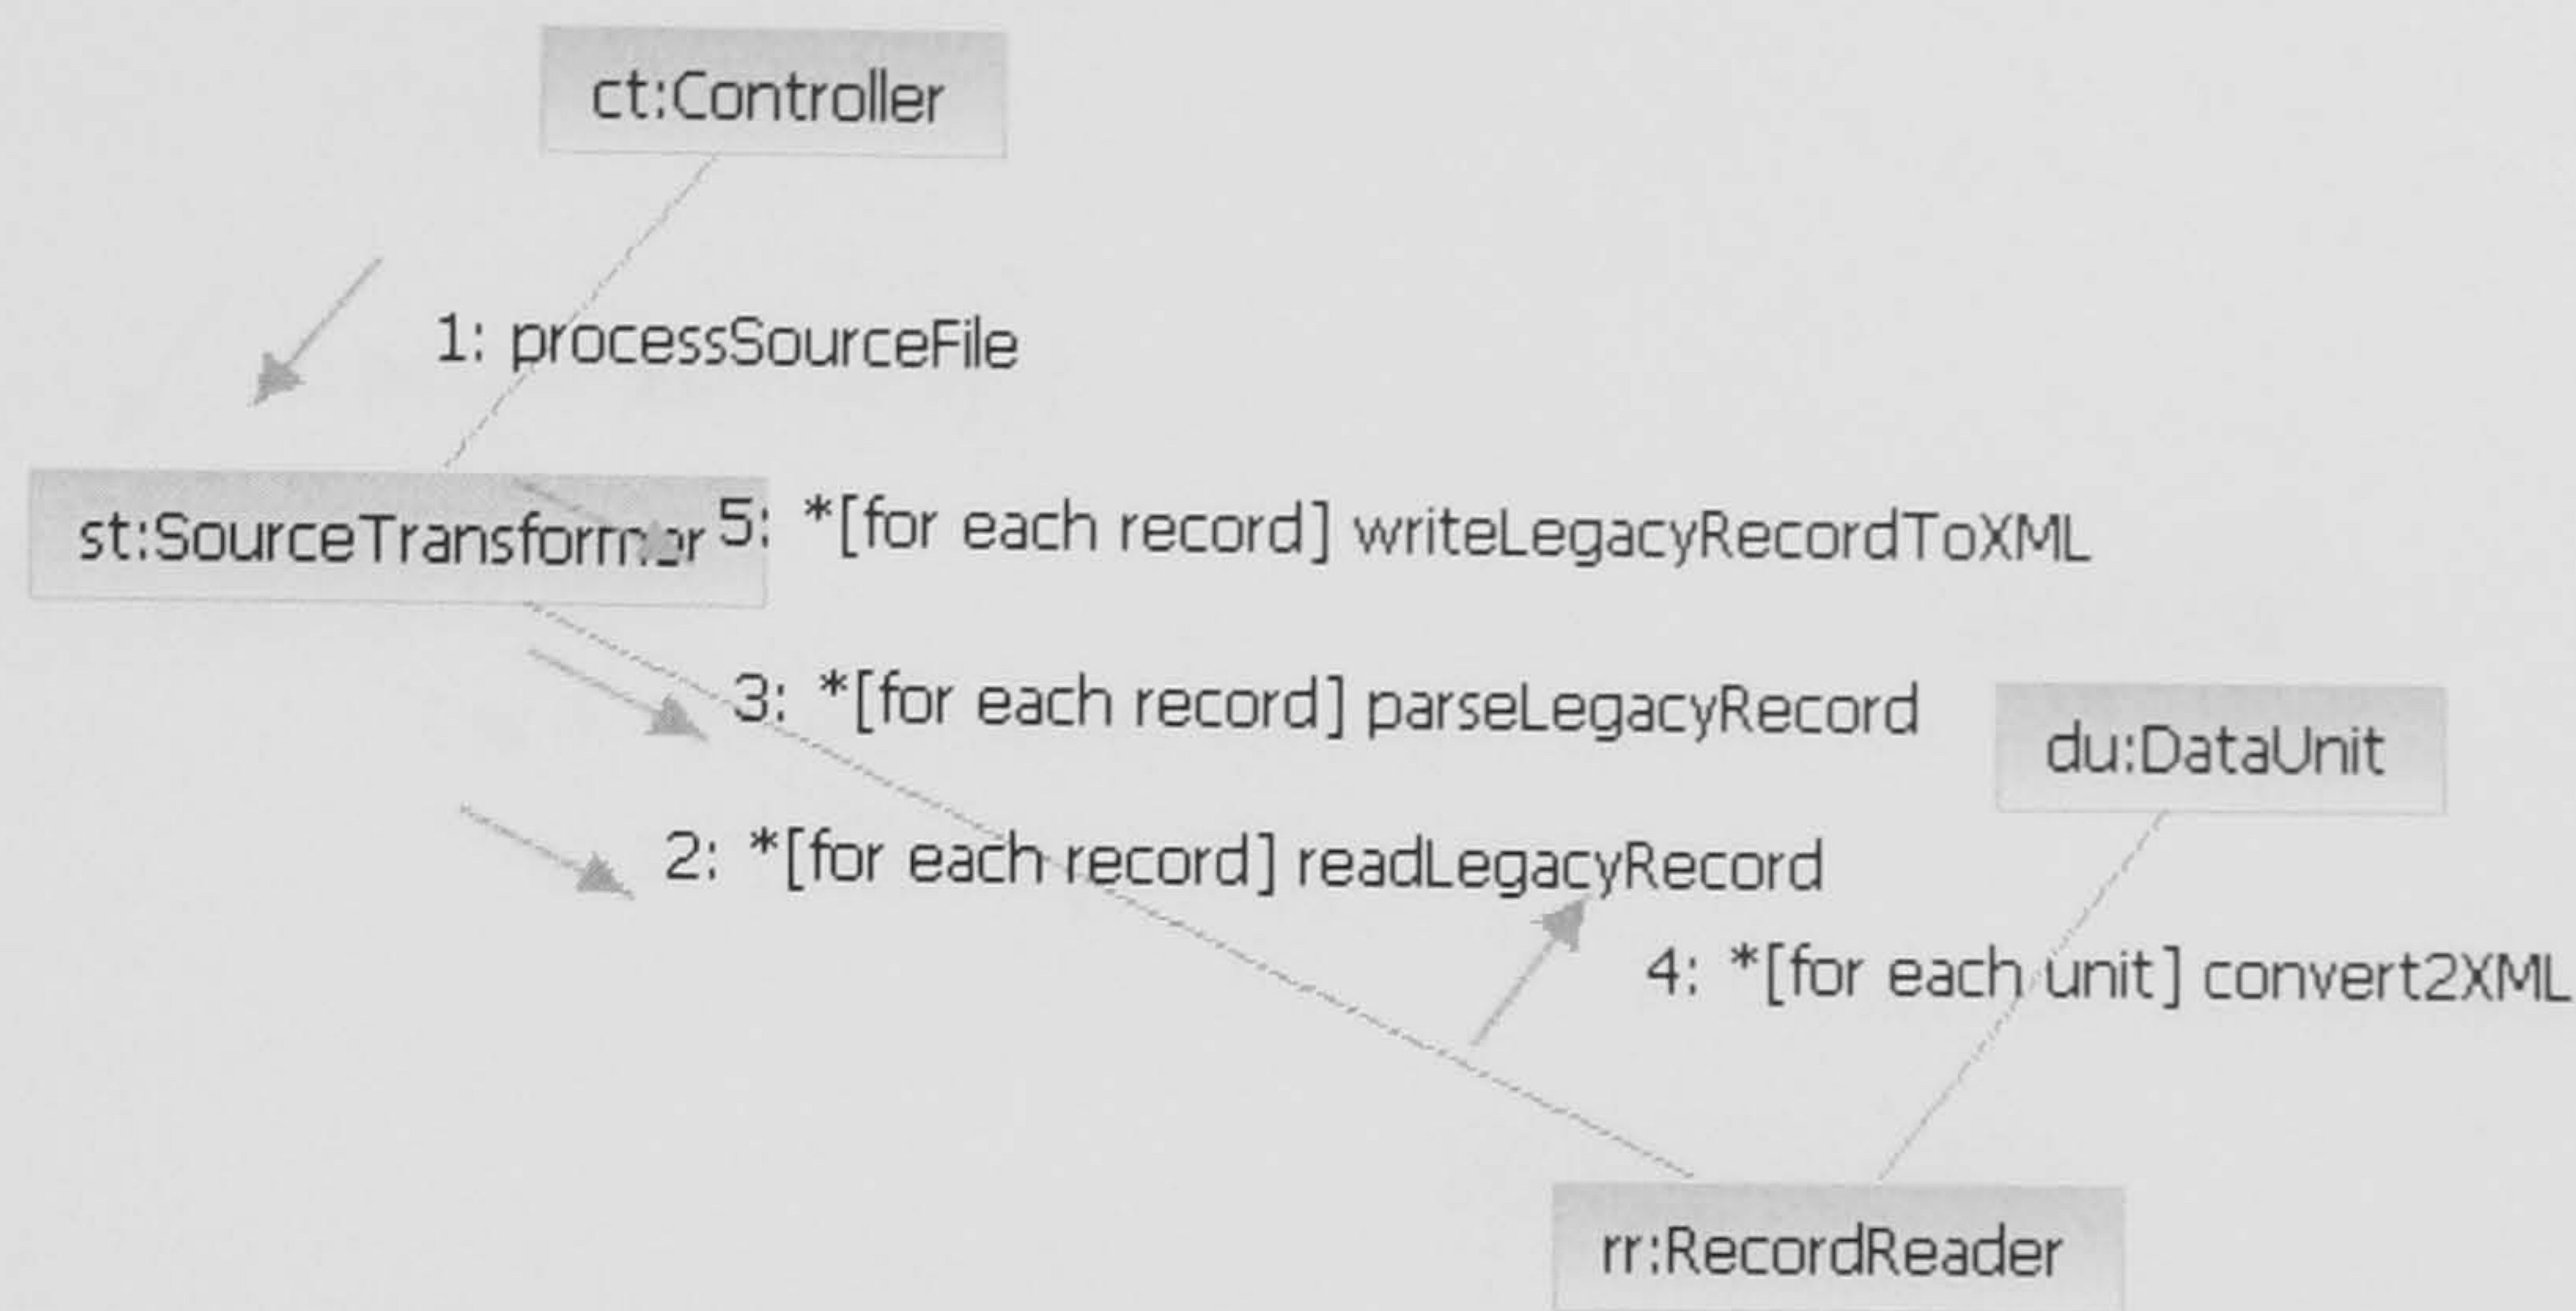 ct:Controller
1: processSourceFile
st:SourceTransformer
5: *[for each record] writeLegacyRecordToXML
3: *[for each record] parseLegacyRecord
du:DataUnit
2: *[for each record] readLegacyRecord
4: *[for each unit] convert2XML
rr:RecordReader